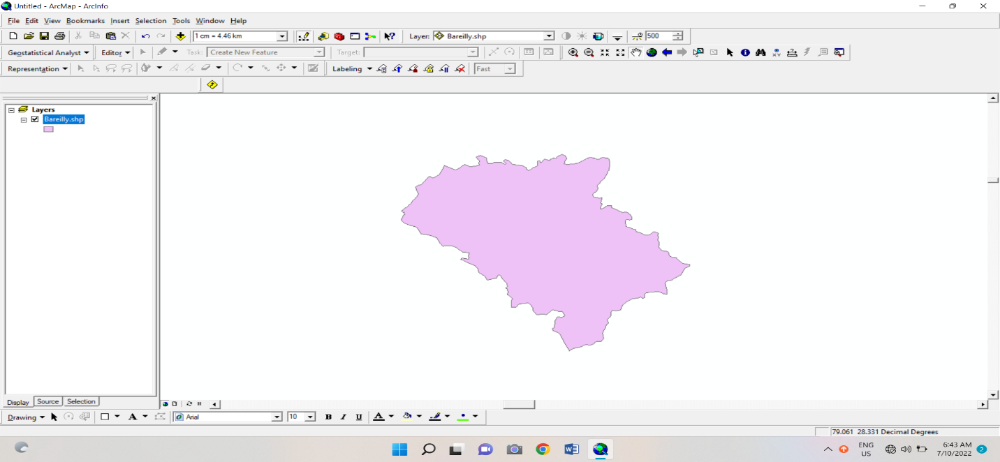 Untitled - ArcMap - ArcInfo
File Edit View Bookmarks Insert Selection Tools Window Help
1 cm = 4.46 km Layer: Bareilly.shp 500
Geostatistical Analyst Editor Task: Create New Feature Target:
Representation Labeling Fast
Layers
Bareilly.shp
Display Source Selection
Drawing A Arial 10 B I U A
79.061 28.331 Decimal Degrees
ENG 6:43 AM
US 7/10/2022 2